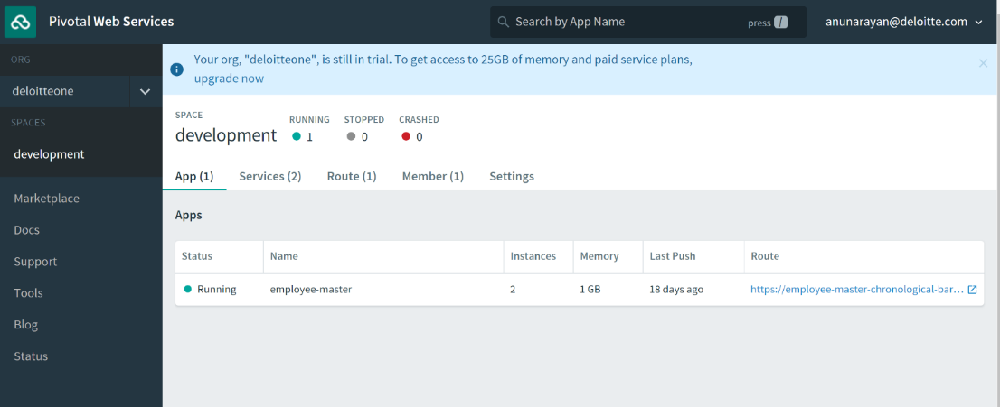 Pivotal Web Services
Search by App Name
press /
anunarayan@deloitte.com
ORG
deloitteone
SPACES
development
Marketplace
Docs
Support
Tools
Blog
Status
Your org, "deloitteone", is still in trial. To get access to 25GB of memory and paid service plans,
upgrade now
SPACE
development
RUNNING
1
STOPPED
0
CRASHED
0
App (1) Services (2) Route (1) Member (1) Settings
Apps
Status Name Instances Memory Last Push Route
Running employee-master 2 1 GB 18 days ago https://employee-master-chronological-bar...